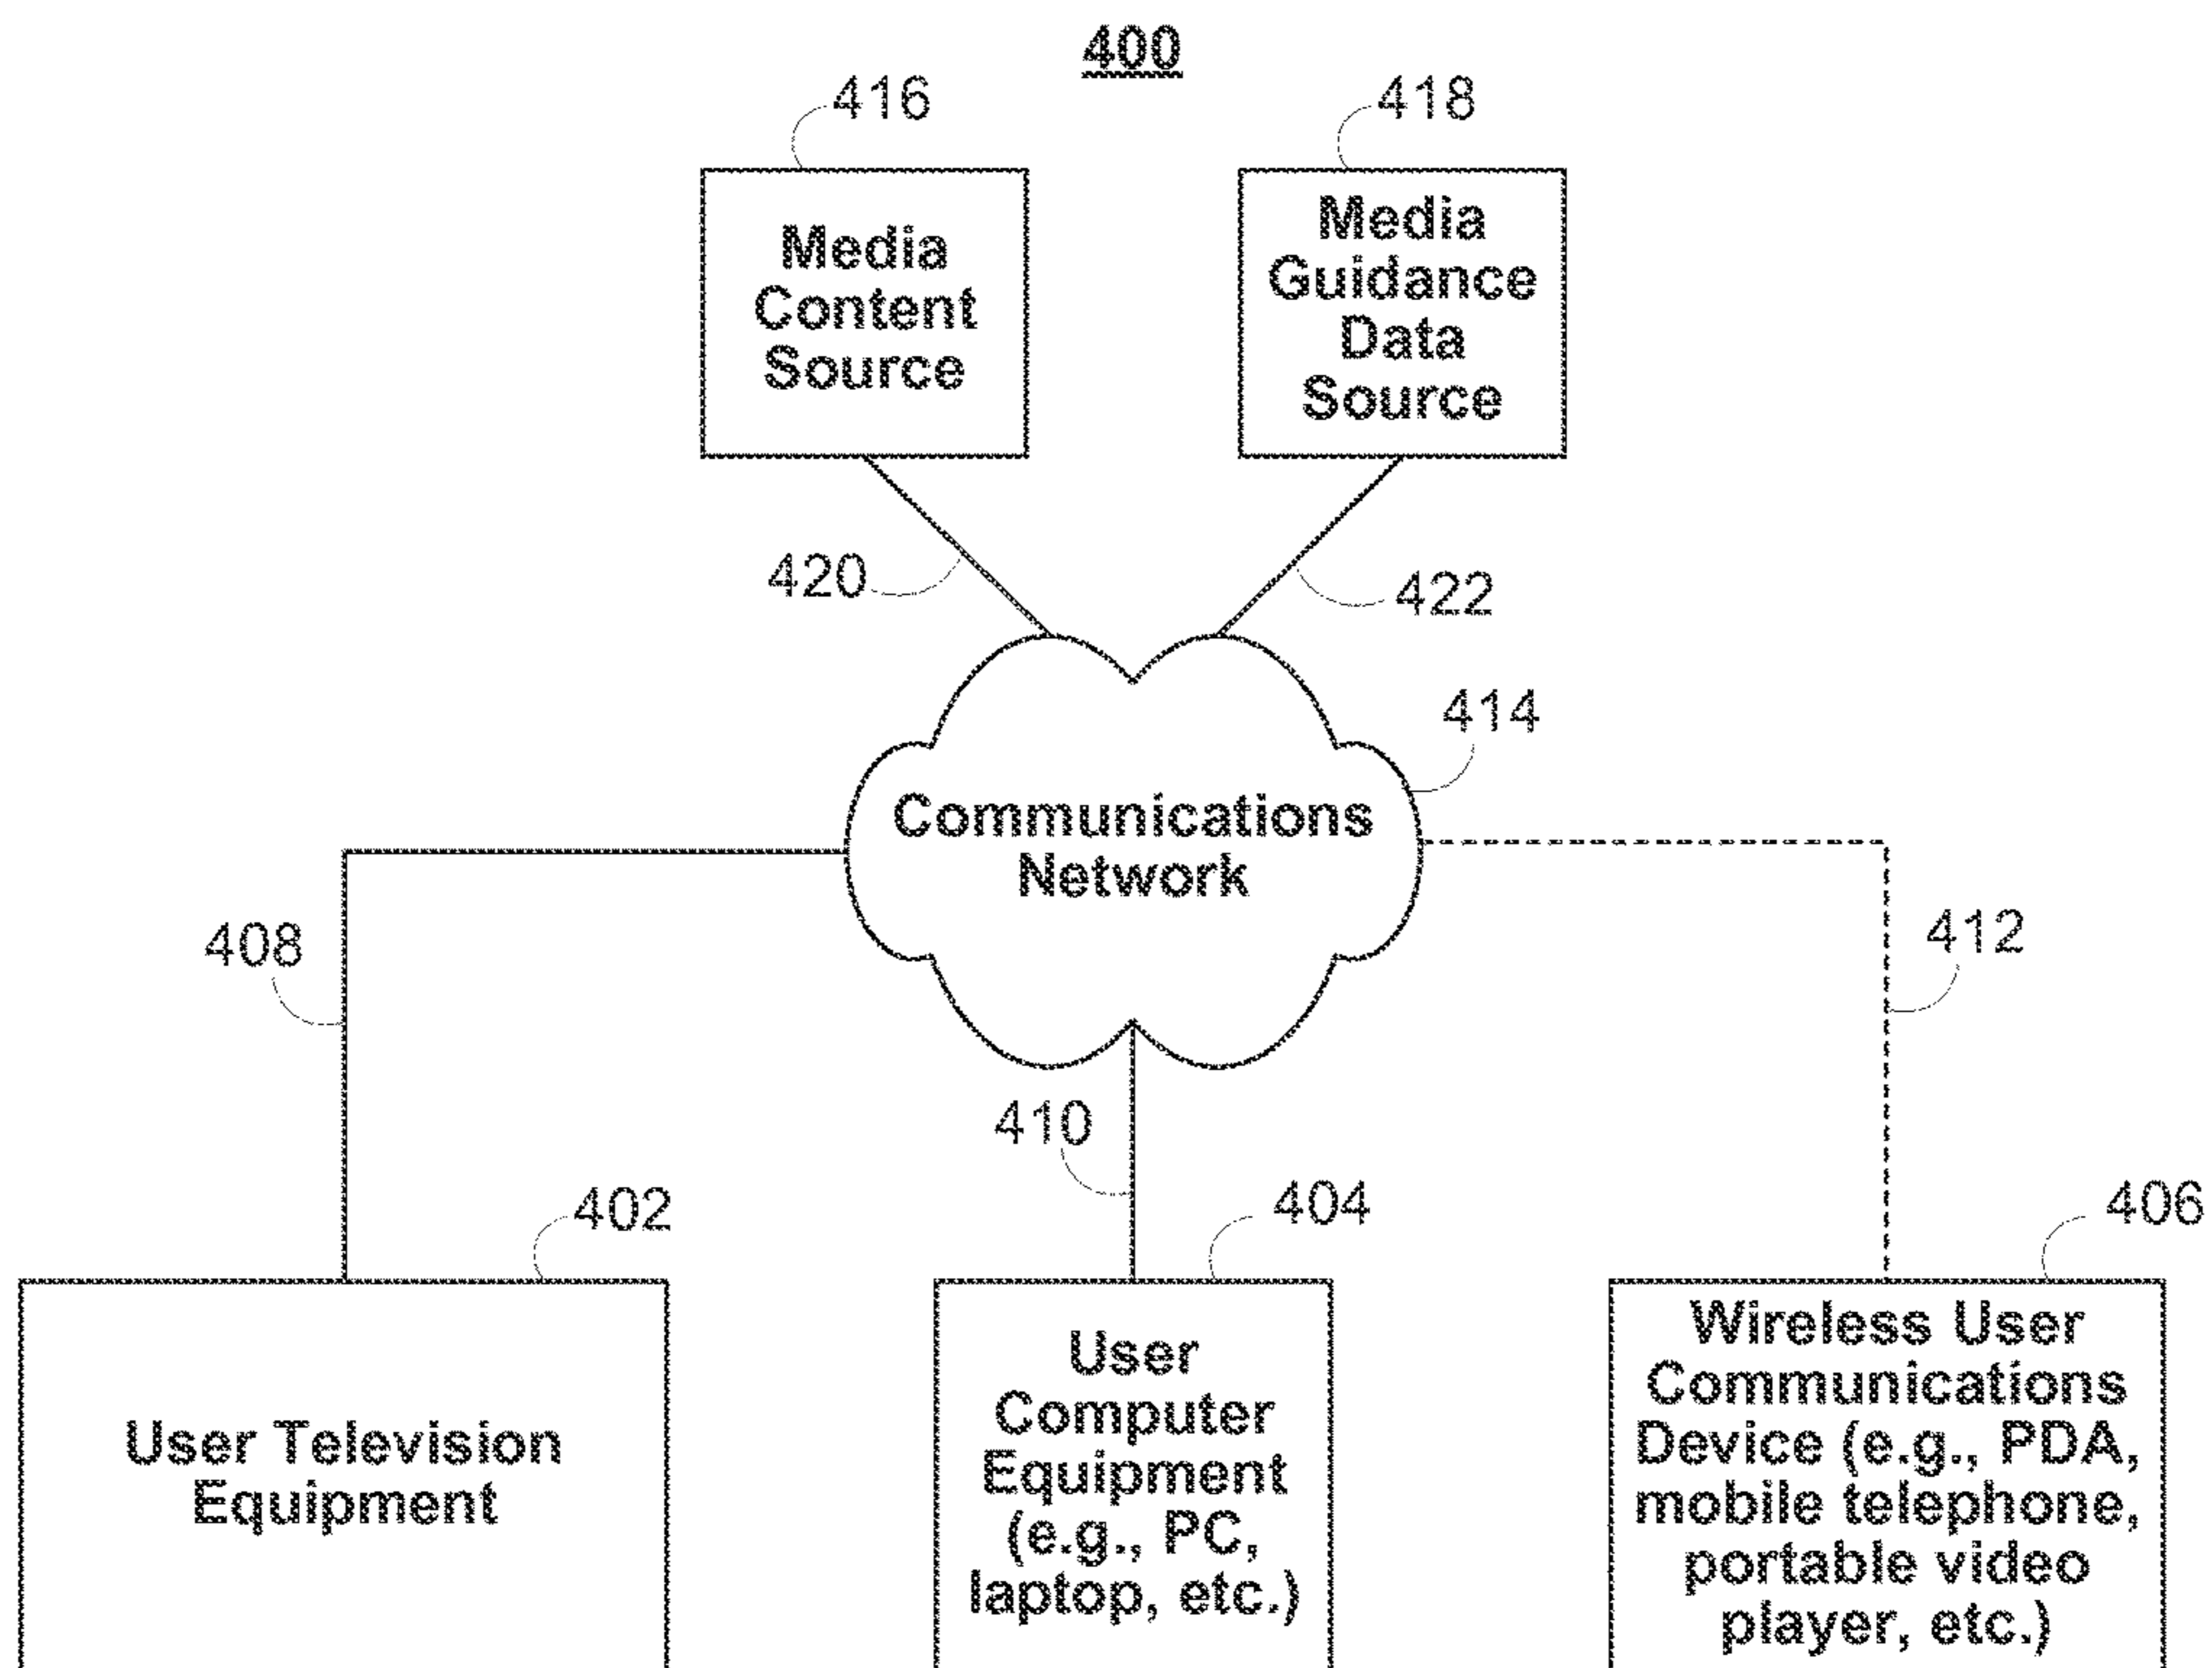 400
416
418
Media
Content
Source
Media
Guidance
Data
Source
420
422
414
Communications
Network
408
412
410
402
404
406
User Television
Equipment
User
Computer
Equipment
(e.g., PC,
laptop, etc.)
Wireless User
Communications
Device (e.g., PDA,
mobile telephone,
portable video
player, etc.)